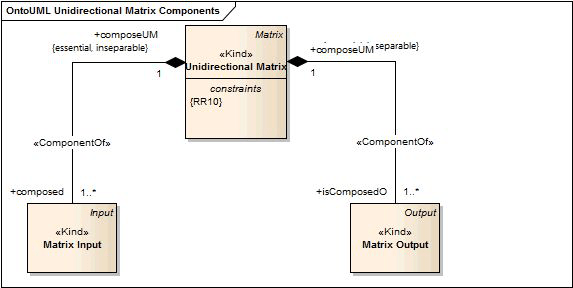 OntoUML Unidirectional Matrix Components
+composeUM
{essential, inseparable}
1
Matrix
«Kind»
Unidirectional Matrix
constraints
{RR10}
separable}
+composeUM
1
«ComponentOf»
«ComponentOf»
+composed
1..*
+isComposedO
1..*
Input
«Kind»
Matrix Input
Output
«Kind»
Matrix Output